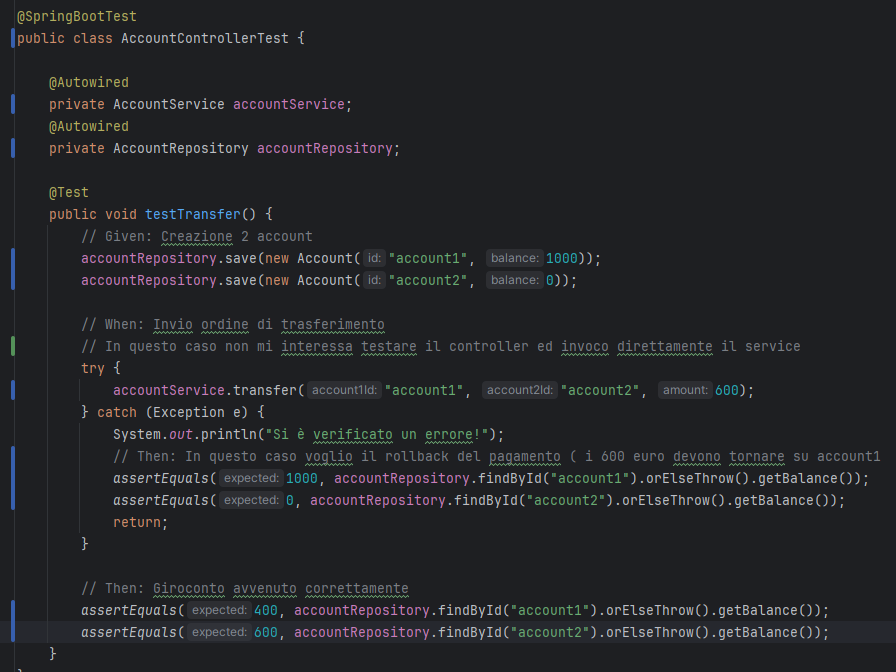 @SpringBootTest
public class AccountControllerTest {
@Autowired
private AccountService accountService;
@Autowired
private AccountRepository accountRepository;
@Test
public void testTransfer() {
// Given: Creazione 2 account
accountRepository.save(new Account( id: "account1", balance: 1000));
accountRepository.save(new Account( id: "account2", balance: 0));
// When: Invio ordine di trasferimento
// In questo caso non mi interessa testare il controller ed invoco direttamente il service
try {
accountService.transfer( account1Id: "account1", account2Id: "account2", amount: 600);
} catch (Exception e) {
System.out.println("Si è verificato un errore!");
// Then: In questo caso voglio il rollback del pagamento ( i 600 euro devono tornare su account1
assertEquals( expected: 1000, accountRepository.findById("account1").orElseThrow().getBalance());
assertEquals( expected: 0, accountRepository.findById("account2").orElseThrow().getBalance());
return;
}
// Then: Giroconto avvenuto correttamente
assertEquals( expected: 400, accountRepository.findById("account1").orElseThrow().getBalance());
assertEquals( expected: 600, accountRepository.findById("account2").orElseThrow().getBalance());
}